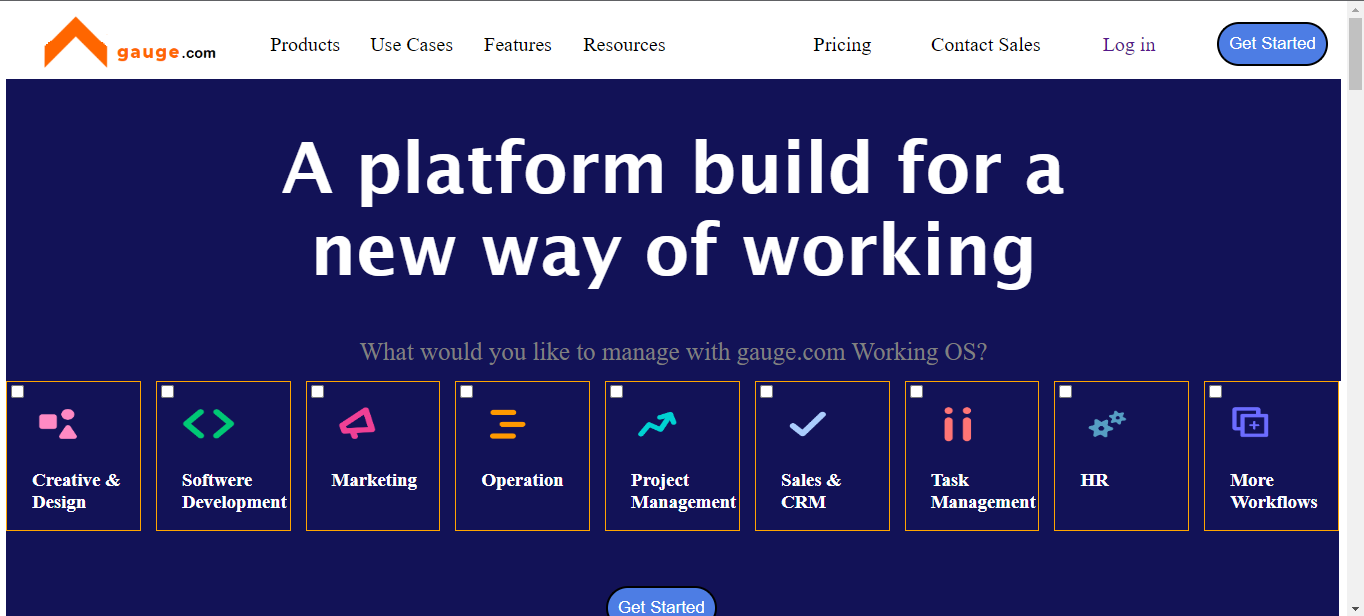 gauge.com
Products Use Cases Features Resources Pricing Contact Sales Log in Get Started
A platform build for a
new way of working
What would you like to manage with gauge.com Working OS?
Creative &
Design
Softwere
Development
Marketing
Operation
Project
Management
Sales &
CRM
Task
Management
HR
More
Workflows
Get Started